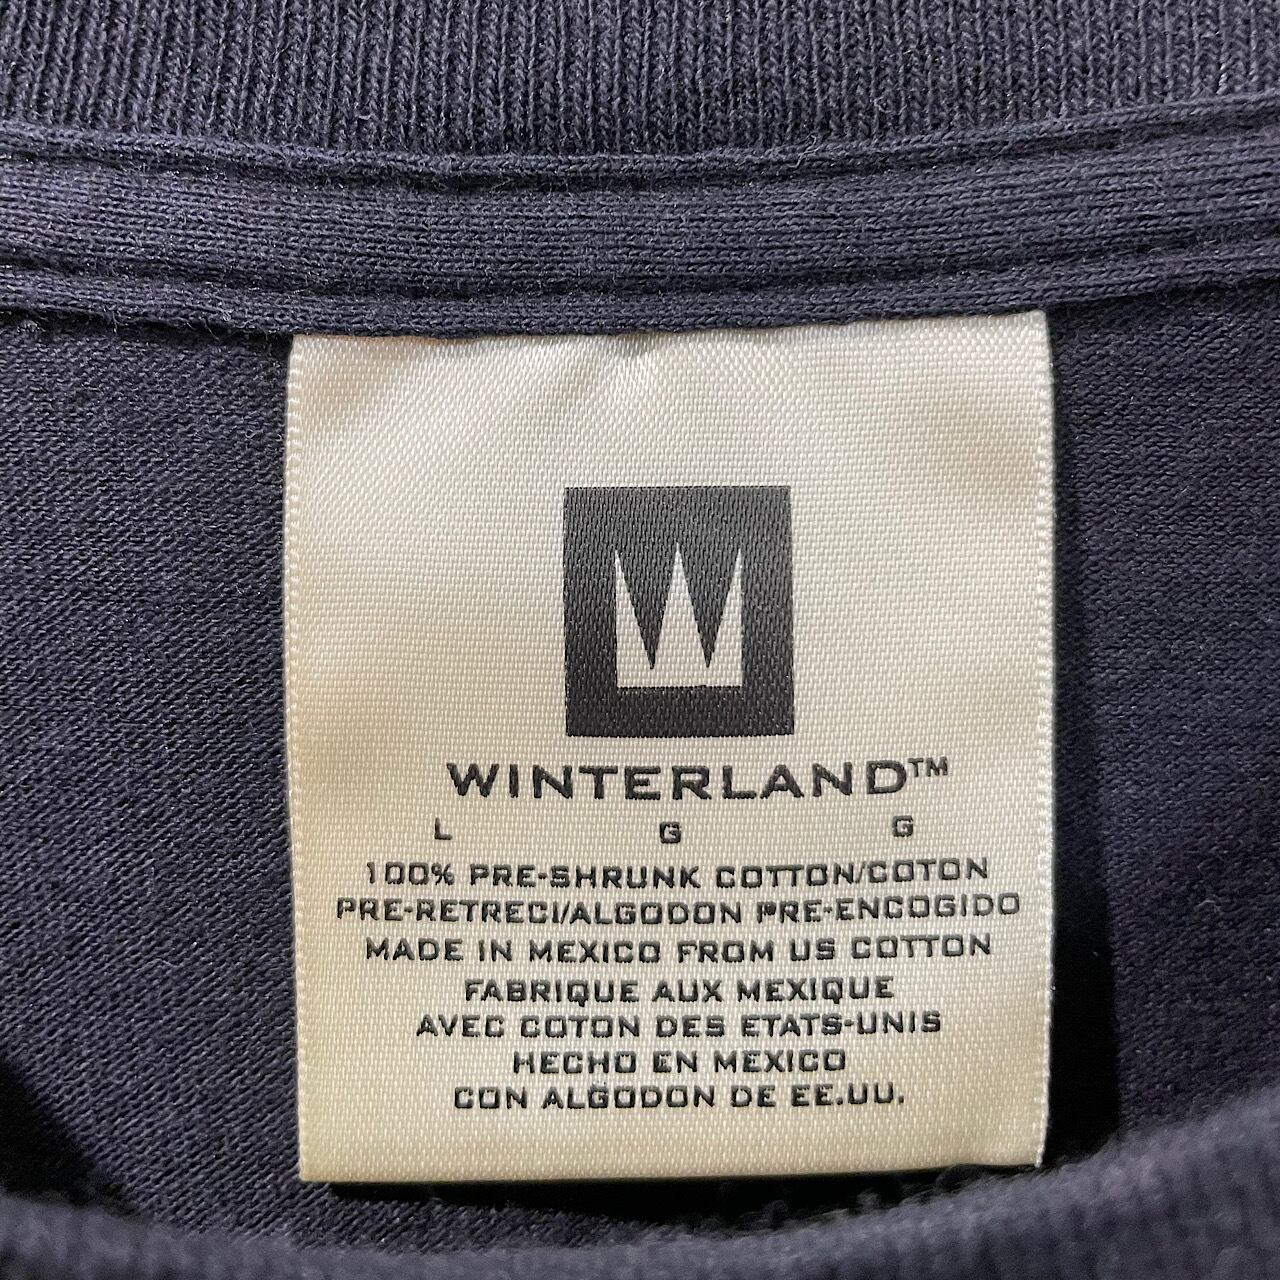 WINTERLAND™
L G G
100% PRE-SHRUNK COTTON/COTON
PRE-RETRECI/ALGODON PRE-ENCOGIDO
MADE IN MEXICO FROM US COTTON
FABRIQUE AUX MEXIQUE
AVEC COTON DES ETATS-UNIS
HECHO EN MEXICO
CON ALGODON DE EE.UU.